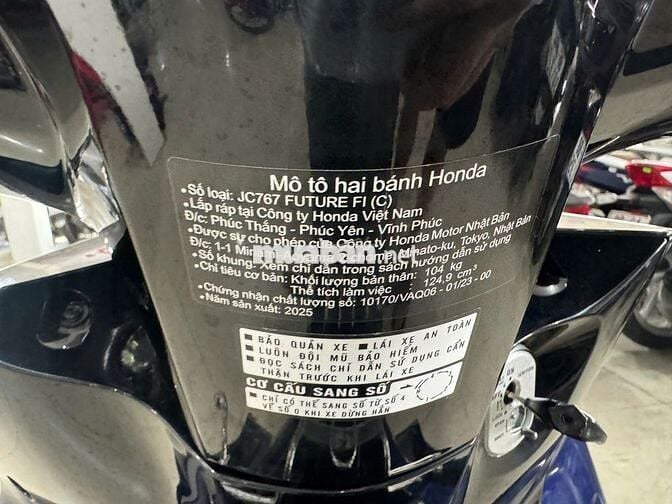 Mô tô hai bánh Honda
•Số loại: JC767 FUTURE FI (C)
•Lắp ráp tại Công ty Honda Việt Nam
Đ/c: Phúc Thắng - Phúc Yên - Vĩnh Phúc
•Được sự cho phép của Công ty Honda Motor Nhật Bản
Đ/c: 1-1 Mi Minato-ku, Tokyo, Nhật Bản
•Số khung: Xem chỉ dẫn trong sách hướng dẫn sử dụng
•Chỉ tiêu cơ bản: Khối lượng bản thân: 104 kg
Thể tích làm việc : 124,9 cm³
•Chứng nhận chất lượng số: 10170/VAQ06 - 01/23 - 00
•Năm sản xuất: 2025
■ BẢO QUẢN XE ■ LÁI XE AN TOÀN
LUÔN ĐỘI MŨ BẢO HIỂM
■ ĐỌC SÁCH CHỈ DẪN SỬ DỤNG CẨN
THẬN TRƯỚC KHI LÁI XE
CƠ CẤU SANG SỐ
■ CHỈ CÓ THỂ SANG SỐ TỪ SỐ 4
VỀ SỐ 0 KHI XE DỪNG HẲN
ON
LOCK